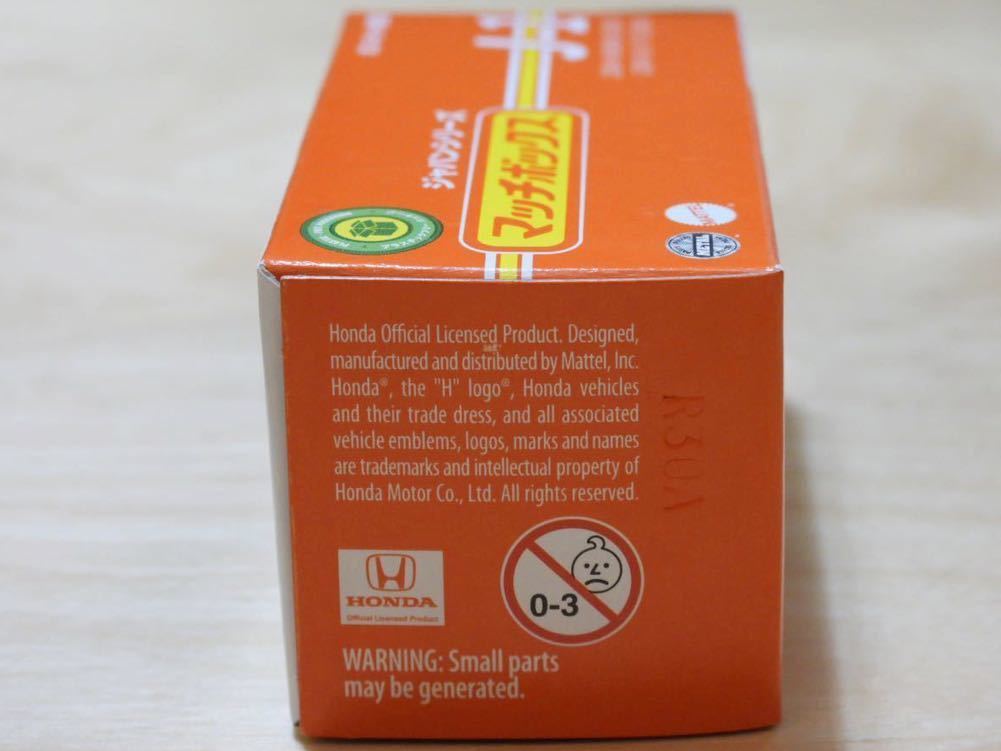 ジャパンシリーズ
マッチボックス
MATTEL
Honda Official Licensed Product. Designed,
manufactured and distributed by Mattel, Inc.
Honda®, the "H" logo®, Honda vehicles
and their trade dress, and all associated
vehicle emblems, logos, marks and names
are trademarks and intellectual property of
Honda Motor Co., Ltd. All rights reserved.
R30A
HONDA
Official Licensed Product
0-3
WARNING: Small parts
may be generated.